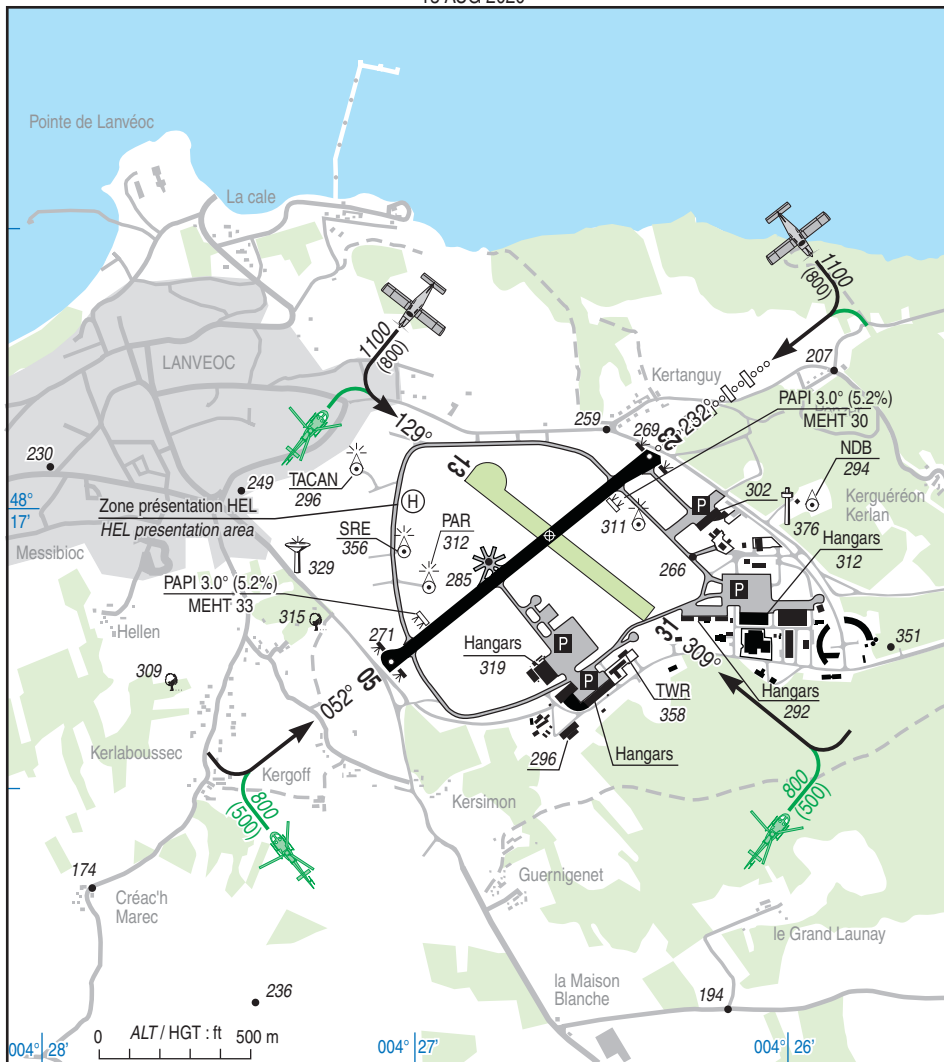 Pointe de Lanvéoc
La cale
1100
(800)
1100
(800)
LANVEOC
207
Kertanguy
PAPI 3.0° (5.2%)
MEHT 30
129°
232°
259
269
23
13
NDB
294
230
TACAN
296
249
302
48°
17'
Zone présentation HEL
HEL presentation area
H
311
376
Kerguéréon
Kerlan
SRE
356
PAR
312
Hangars
312
Messibioc
329
285
266
P
P
PAPI 3.0° (5.2%)
MEHT 33
315
Hellen
271
31
309°
351
P
Hangars
319
P
309
05
052°
TWR
358
Hangars
292
Kerlaboussec
296
Hangars
Kergoff
Kersimon
800
(500)
800
(500)
174
Guernigenet
Créac'h
Marec
le Grand Launay
236
la Maison
Blanche
194
0 ALT / HGT : ft 500 m
004° 28'
004° 27'
004° 26'